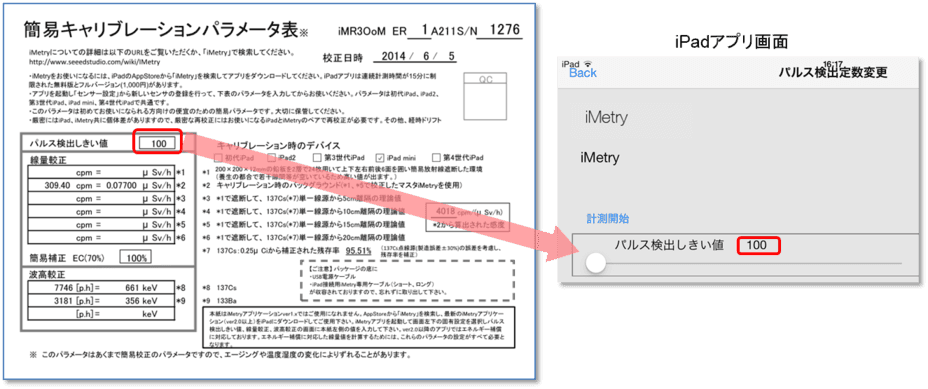 簡易キャリブレーションパラメータ表※
iMR3OoM ER 1 A211S/N 1276
iMetryについての詳細は以下のURLをご覧いただくか、「iMetry」で検索してください。
http://www.seeedstudio.com/wiki/iMetry
校正日時 2014 / 6 / 5
・iMetryをお使いになるには、iPadのAppStoreから「iMetry」を検索してアプリをダウンロードしてください。iPadアプリは連続計測時間が15分に制
限された無料版とフルバージョン(1,000円)があります。
・アプリを起動し「センサー設定」から新しいセンサの登録を行って、下表のパラメータを入力してからお使いください。パラメータは初代iPad、iPad2、
第3世代iPad、iPad mini、第4世代iPadで共通です。
・このパラメータは初めてお使いになられる方向けの便宜のための簡易パラメータです。大切に保管してください。
・厳密にはiPad、iMetry共に個体差がありますので、厳密な再校正にはお使いになるiPadとiMetryのペアで再校正が必要です。その他、経時ドリフト
QC
パルス検出しきい値 100
線量較正
cpm = μ Sv/h *1
309.40 cpm = 0.07700 μ Sv/h *2
cpm = μ Sv/h *3
cpm = μ Sv/h *4
cpm = μ Sv/h *5
cpm = μ Sv/h *6
簡易補正 EC(70%) 100%
波高較正
7746 [p.h]= 661 keV *8
3181 [p.h]= 356 keV *9
[p.h]= keV
キャリブレーション時のデバイス
初代iPad iPad2 第3世代iPad ✓ iPad mini 第4世代iPad
*1 200×200×12mmの鉛板を2層で24枚用いて上下左右前後6面を囲い簡易放射線遮断した環境
(養生の都合で若干線関係が空いているため高い値が出ます。)
*2 キャリブレーション時のバックグラウンド(*1、*5で校正したマスタiMetryを使用)
*3 *1で遮断して、137Cs(*7)単一線源から5cm離隔の理論値
*4 *1で遮断して、137Cs(*7)単一線源から10cm離隔の理論値
*5 *1で遮断して、137Cs(*7)単一線源から15cm離隔の理論値
*6 *1で遮断して、137Cs(*7)単一線源から20cm離隔の理論値
4018 cpm/(μ Sv/h)
*2から算出された感度
*7 137Cs:0.25μ Ciから補正された残存率 95.51% (137Cs点線源(製造誤差±30%)の誤差を考慮し、
残存率を補正)
【ご注意】パッケージの底に
・USB電源ケーブル
・iPad接続用iMetry専用ケーブル(ショート、ロング)
が収容されておりますので、忘れずに取り出して下さい。
*8 137Cs
*9 133Ba
本紙はiMetryアプリケーションver1.xではご使用になれません。AppStoreから「iMetry」を検索し、最新のiMetryアプリケー
ション(ver2.0以上)をiPadにダウンロードしてご使用下さい。iMetryアプリを起動して画面左下の固有設定を選択しパルス
検出しきい値、線量較正、波高較正の画面に本紙左側の値を入力して下さい。ver2.0以降のアプリではエネルギー補償
に対応しております。エネルギー補償に対応した線量値を計算するためには、これらのパラメータの設定がすべて必要と
なります。
※ このパラメータはあくまで簡易校正のパラメータですので、エージングや温度湿度の変化によりずれることがあります。
iPadアプリ画面
iPad 16:17
Back パルス検出定数変更
iMetry
iMetry
計測開始
パルス検出しきい値 100